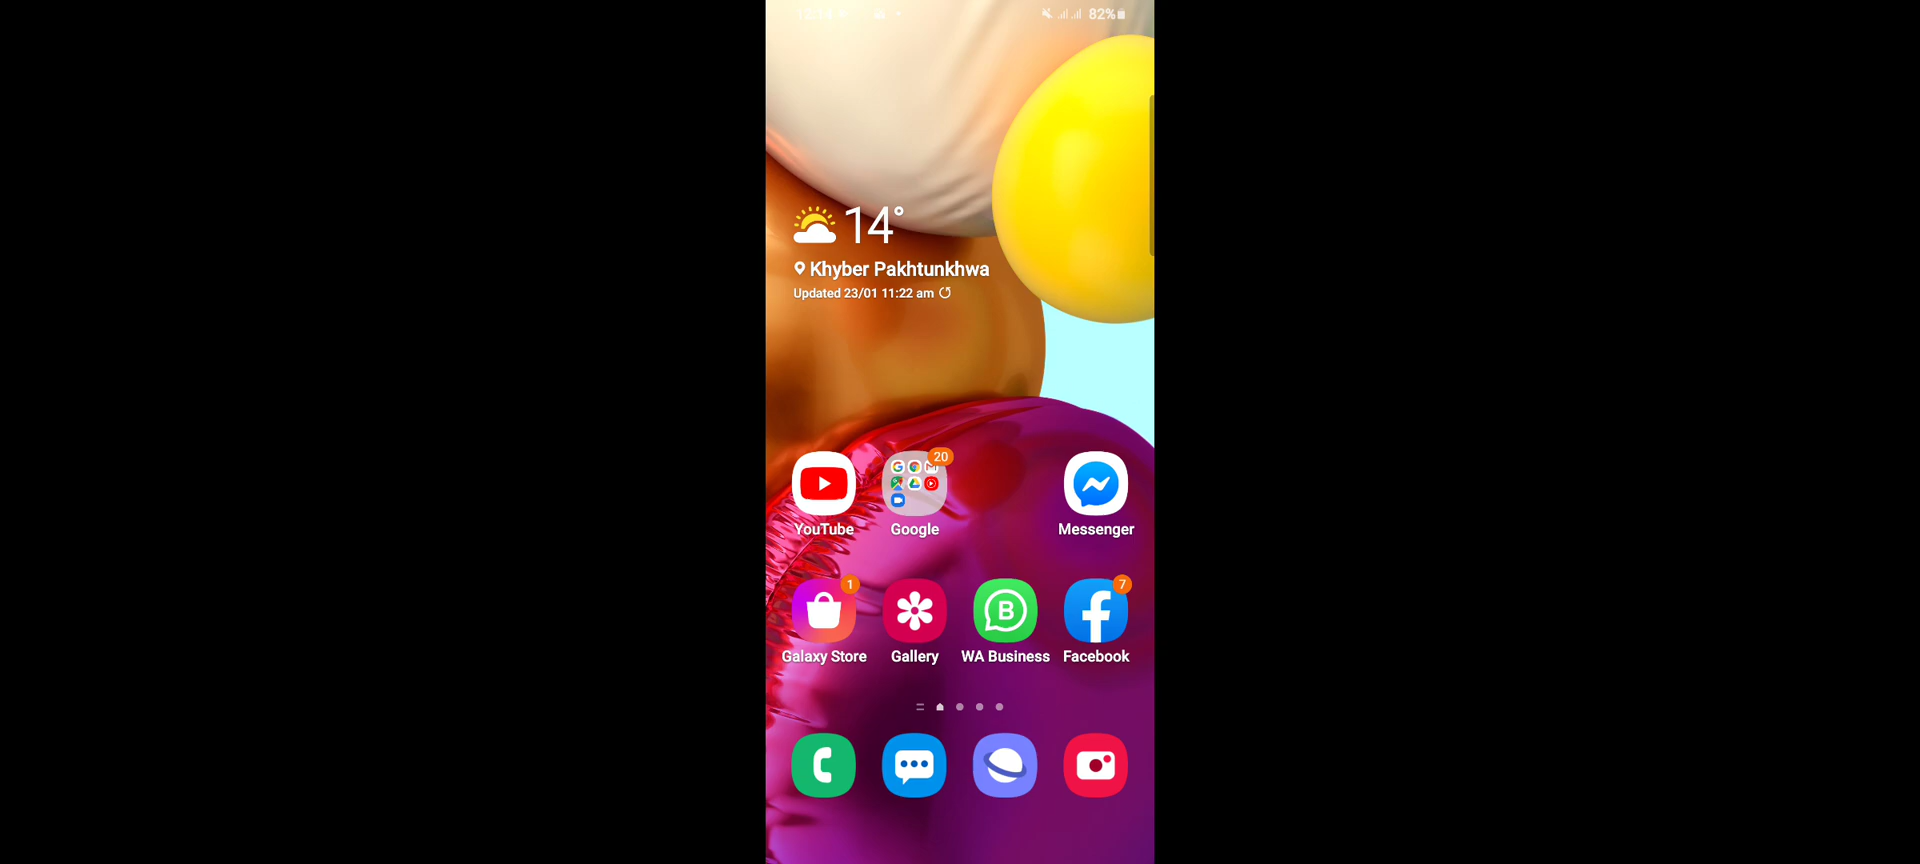 82%
14°
Khyber Pakhtunkhwa
Updated 23/01 11:22 am
20
YouTube
Google
Messenger
1
B
7
Galaxy Store
Gallery
WA Business
Facebook